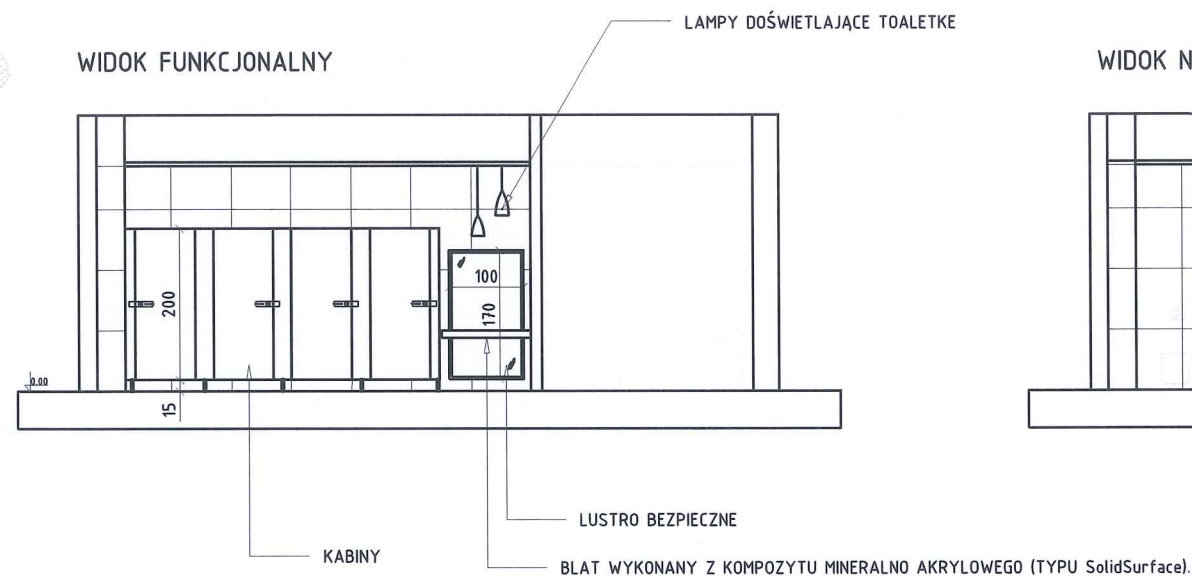 LAMPY DOŚWIETLAJĄCE TOALETKE
WIDOK FUNKCJONALNY
WIDOK N
100
170
200
0.00
15
LUSTRO BEZPIECZNE
KABINY
BLAT WYKONANY Z KOMPOZYTU MINERALNO AKRYLOWEGO (TYPU SolidSurface).